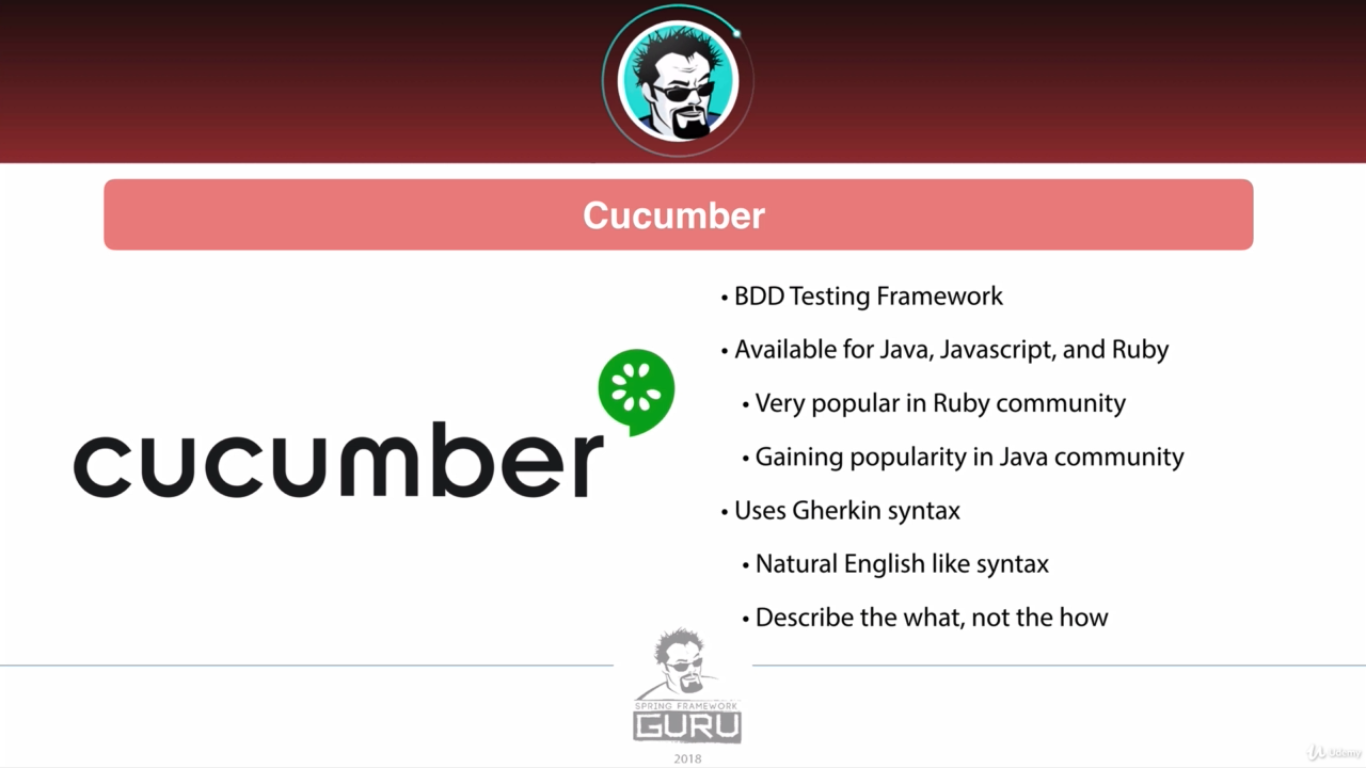 Cucumber
cucumber
• BDD Testing Framework
• Available for Java, Javascript, and Ruby
• Very popular in Ruby community
• Gaining popularity in Java community
• Uses Gherkin syntax
• Natural English like syntax
• Describe the what, not the how
SPRING FRAMEWORK
GURU
2018
Udemy